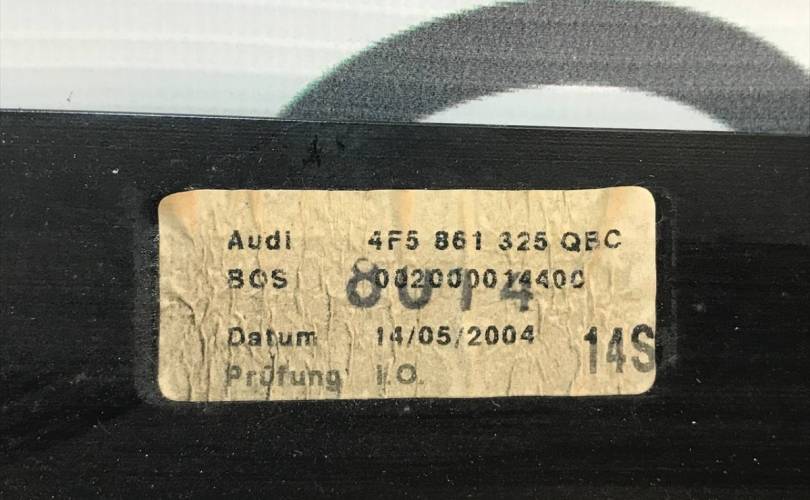 Audi 4F5 861 325 QBC
BOS 002000014400
8014
Datum 14/05/2004
14S
Prüfung I.O.